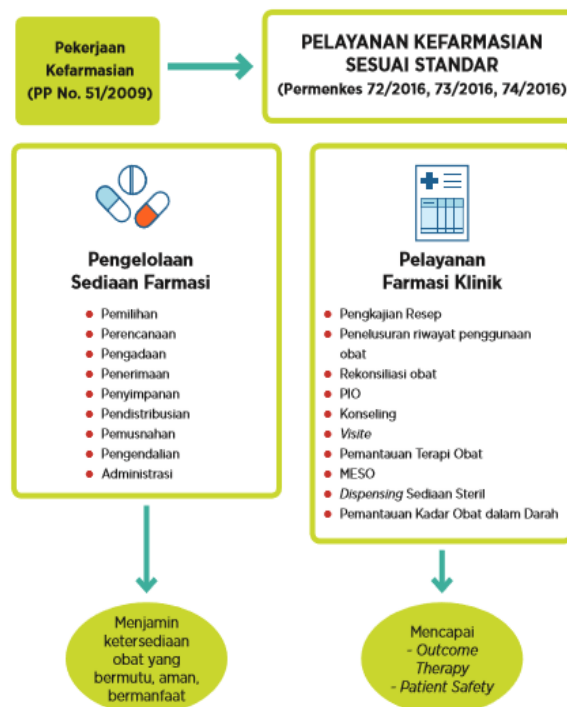 Pekerjaan
Kefarmasian
(PP No. 51/2009)
PELAYANAN KEFARMASIAN
SESUAI STANDAR
(Permenkes 72/2016, 73/2016, 74/2016)
Pengelolaan
Sediaan Farmasi
Pemilihan
Perencanaan
Pengadaan
Penerimaan
Penyimpanan
Pendistribusian
Pemusnahan
Pengendalian
Administrasi
Pelayanan
Farmasi Klinik
Pengkajian Resep
Penelusuran riwayat penggunaan
obat
Rekonsiliasi obat
PIO
Konseling
Visite
Pemantauan Terapi Obat
MESO
Dispensing Sediaan Steril
Pemantauan Kadar Obat dalam Darah
Menjamin
ketersediaan
obat yang
bermutu, aman,
bermanfaat
Mencapai
- Outcome
Therapy
- Patient Safety